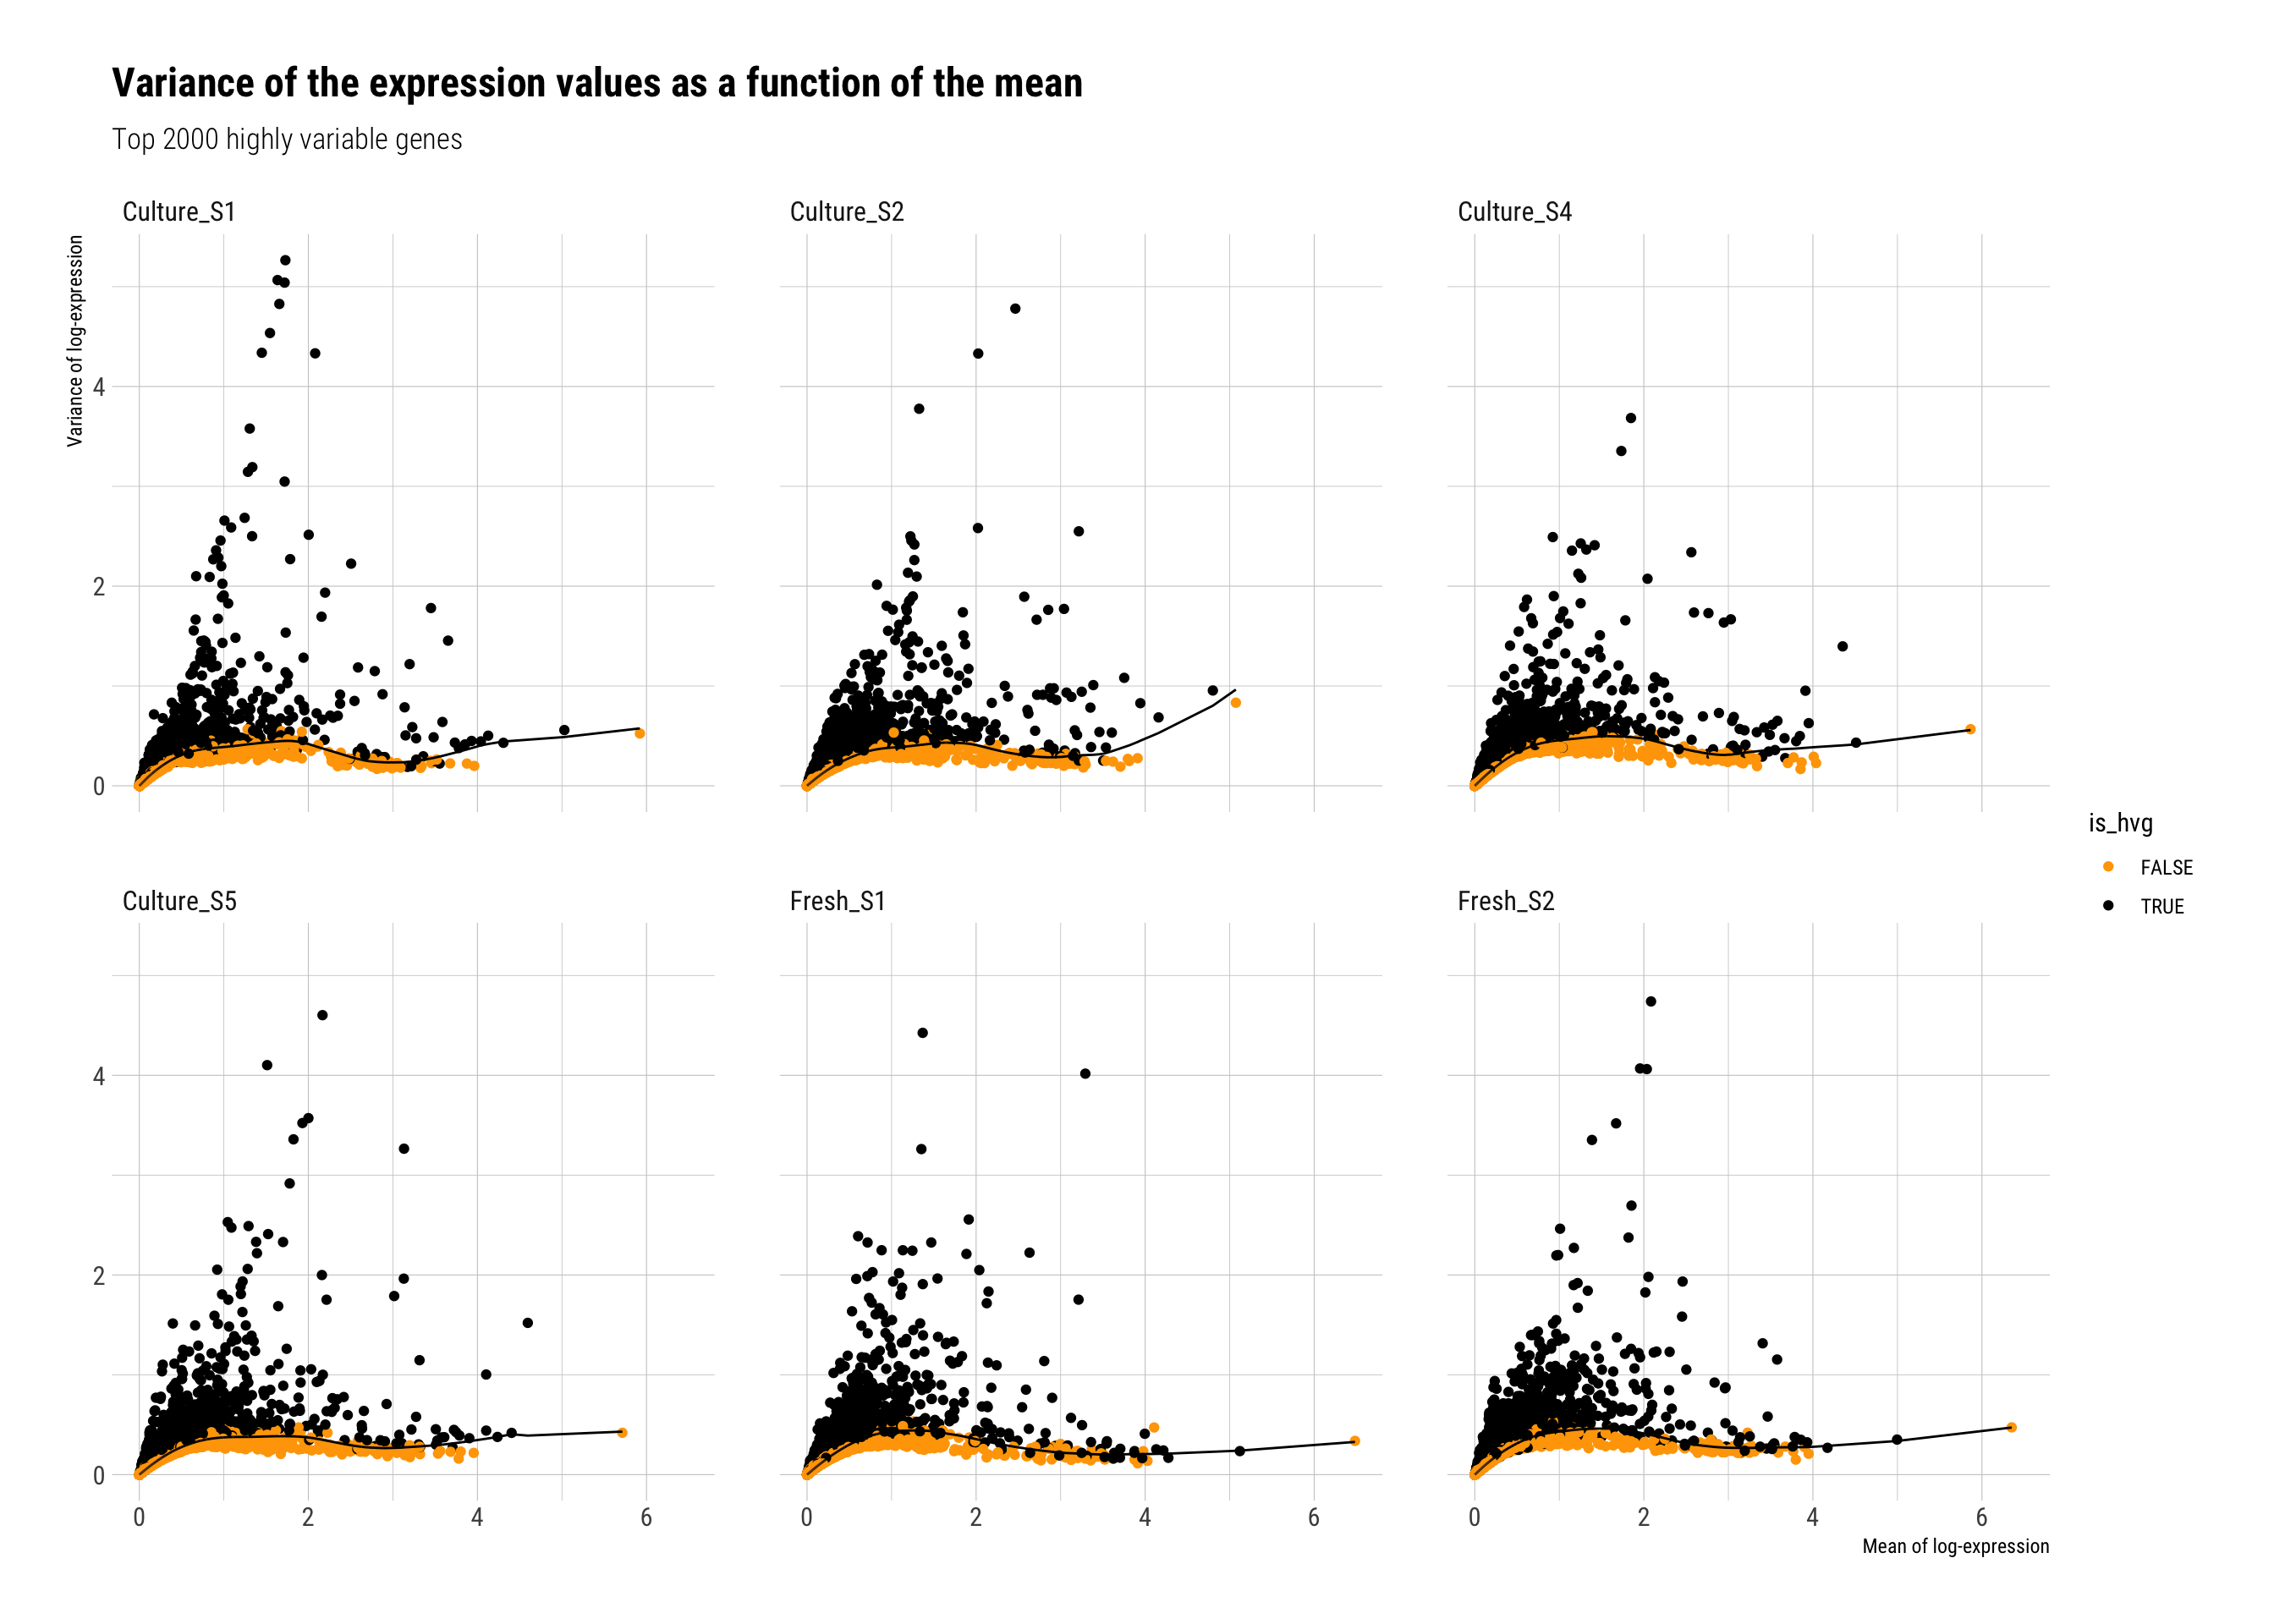 Variance of the expression values as a function of the mean
Top 2000 highly variable genes
Culture_S1
Culture_S2
Culture_S4
Variance of log-expression
4
2
0
is_hvg
FALSE
TRUE
Culture_S5
Fresh_S1
Fresh_S2
4
2
0
0 2 4 6
0 2 4 6
0 2 4 6
Mean of log-expression